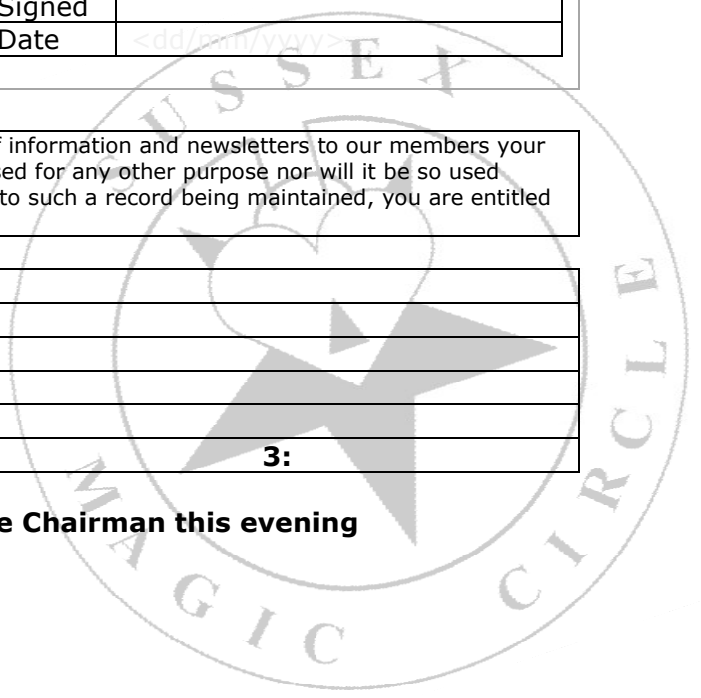 Signed
Date <dd/mm/yyyy>
f information and newsletters to our members your
sed for any other purpose nor will it be so used
to such a record being maintained, you are entitled
3:
e Chairman this evening
SUSSEX
MAGIC CIRCLE